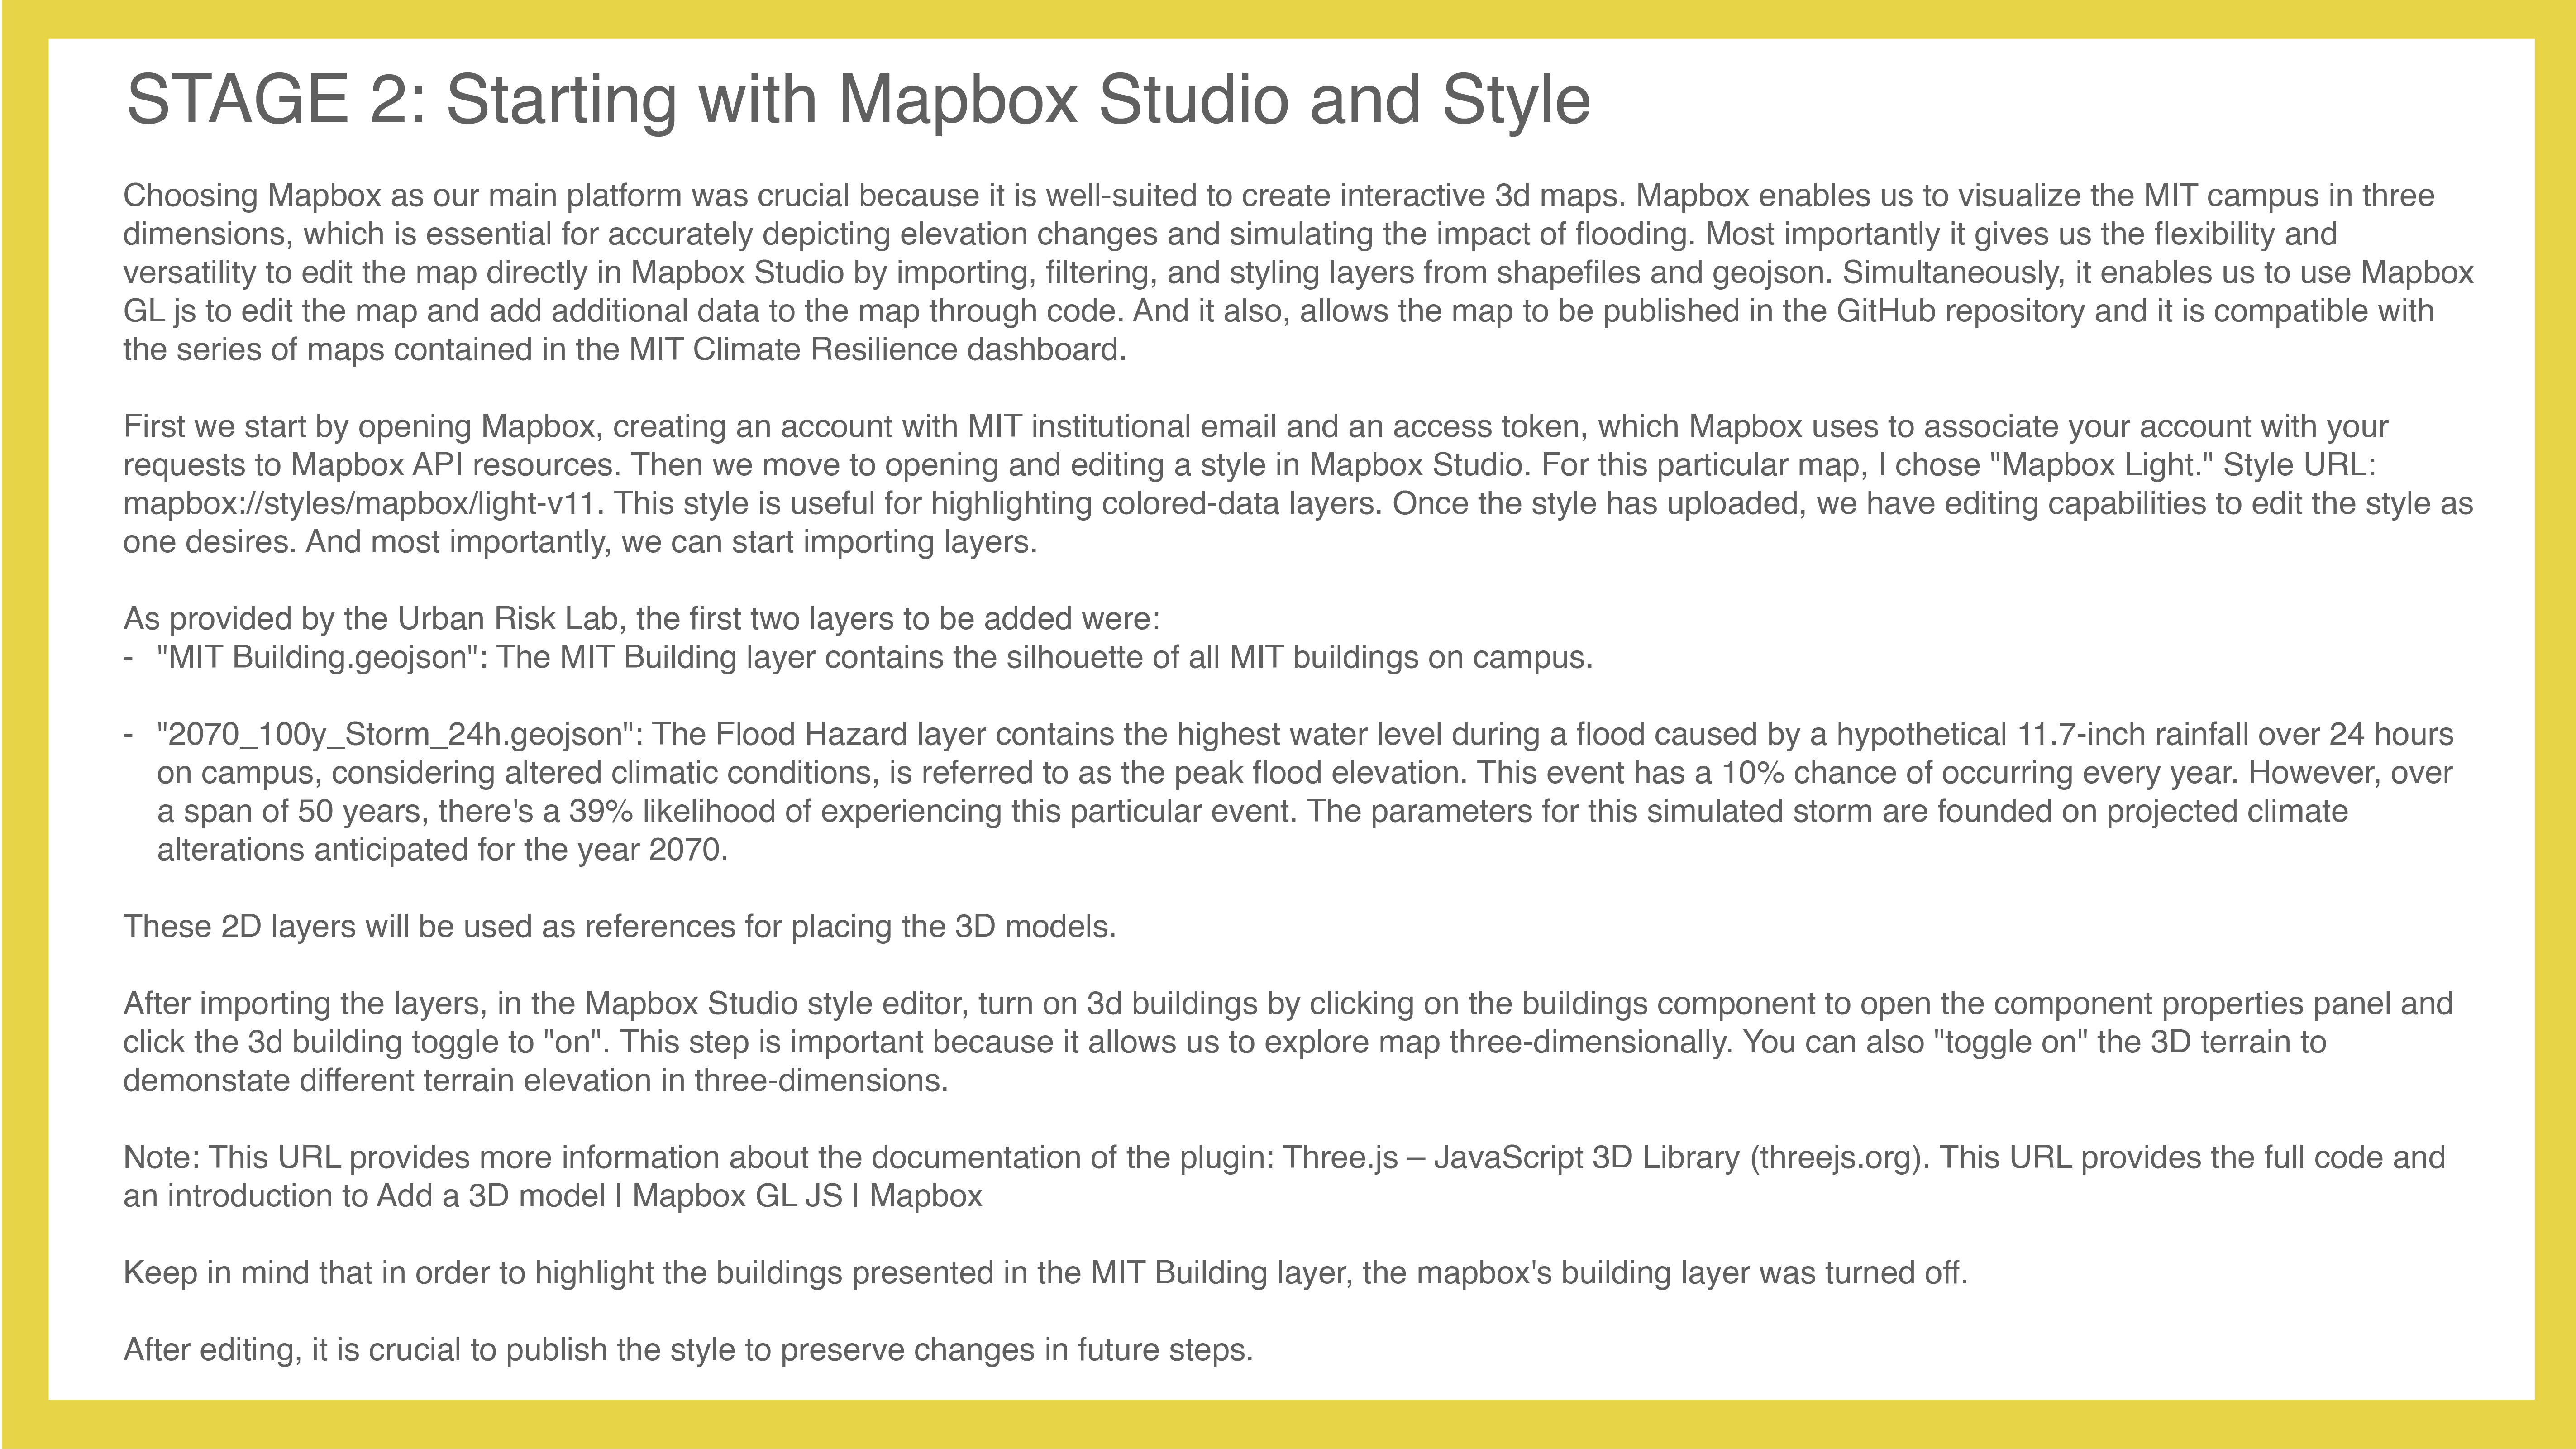 STAGE 2: Starting with Mapbox Studio and Style
Choosing Mapbox as our main platform was crucial because it is well-suited to create interactive 3d maps. Mapbox enables us to visualize the MIT campus in three
dimensions, which is essential for accurately depicting elevation changes and simulating the impact of flooding. Most importantly it gives us the flexibility and
versatility to edit the map directly in Mapbox Studio by importing, filtering, and styling layers from shapefiles and geojson. Simultaneously, it enables us to use Mapbox
GL js to edit the map and add additional data to the map through code. And it also, allows the map to be published in the GitHub repository and it is compatible with
the series of maps contained in the MIT Climate Resilience dashboard.
First we start by opening Mapbox, creating an account with MIT institutional email and an access token, which Mapbox uses to associate your account with your
requests to Mapbox API resources. Then we move to opening and editing a style in Mapbox Studio. For this particular map, I chose "Mapbox Light." Style URL:
mapbox://styles/mapbox/light-v11. This style is useful for highlighting colored-data layers. Once the style has uploaded, we have editing capabilities to edit the style as
one desires. And most importantly, we can start importing layers.
As provided by the Urban Risk Lab, the first two layers to be added were:
- "MIT Building.geojson": The MIT Building layer contains the silhouette of all MIT buildings on campus.
- "2070_100y_Storm_24h.geojson": The Flood Hazard layer contains the highest water level during a flood caused by a hypothetical 11.7-inch rainfall over 24 hours
on campus, considering altered climatic conditions, is referred to as the peak flood elevation. This event has a 10% chance of occurring every year. However, over
a span of 50 years, there's a 39% likelihood of experiencing this particular event. The parameters for this simulated storm are founded on projected climate
alterations anticipated for the year 2070.
These 2D layers will be used as references for placing the 3D models.
After importing the layers, in the Mapbox Studio style editor, turn on 3d buildings by clicking on the buildings component to open the component properties panel and
click the 3d building toggle to "on". This step is important because it allows us to explore map three-dimensionally. You can also "toggle on" the 3D terrain to
demonstate different terrain elevation in three-dimensions.
Note: This URL provides more information about the documentation of the plugin: Three.js – JavaScript 3D Library (threejs.org). This URL provides the full code and
an introduction to Add a 3D model | Mapbox GL JS | Mapbox
Keep in mind that in order to highlight the buildings presented in the MIT Building layer, the mapbox's building layer was turned off.
After editing, it is crucial to publish the style to preserve changes in future steps.